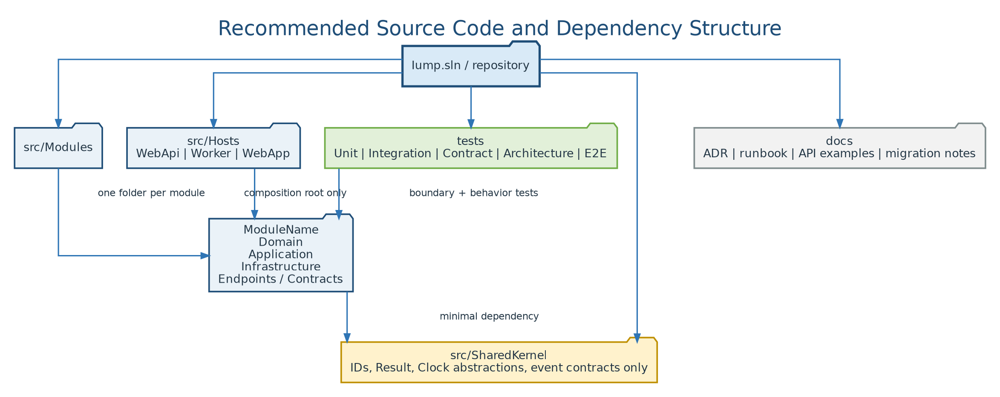 Recommended Source Code and Dependency Structure
Iump.sln / repository
src/Modules
src/Hosts
WebApi | Worker | WebApp
tests
Unit | Integration | Contract | Architecture | E2E
docs
ADR | runbook | API examples | migration notes
one folder per module
composition root only
boundary + behavior tests
ModuleName
Domain
Application
Infrastructure
Endpoints / Contracts
minimal dependency
src/SharedKernel
IDs, Result, Clock abstractions, event contracts only